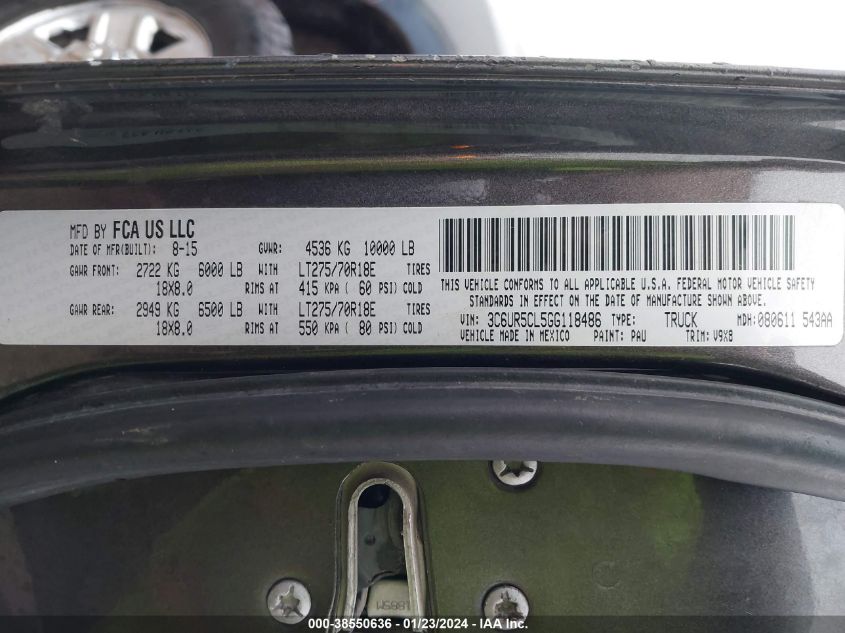 MFD BY FCA US LLC
DATE OF MFR(BUILT): 8-15 GVWR: 4536 KG 10000 LB
GAWR FRONT: 2722 KG 6000 LB WITH LT275/70R18E TIRES
18X8.0 RIMS AT 415 KPA ( 60 PSI) COLD
GAWR REAR: 2949 KG 6500 LB WITH LT275/70R18E TIRES
18X8.0 RIMS AT 550 KPA ( 80 PSI) COLD
THIS VEHICLE CONFORMS TO ALL APPLICABLE U.S.A. FEDERAL MOTOR VEHICLE SAFETY
STANDARDS IN EFFECT ON THE DATE OF MANUFACTURE SHOWN ABOVE.
VIN: 3C6UR5CL5GG118486 TYPE: TRUCK MDH: 080611 543AA
VEHICLE MADE IN MEXICO PAINT: PAU TRIM: V9X8
000-38550636 - 01/23/2024 - IAA Inc.